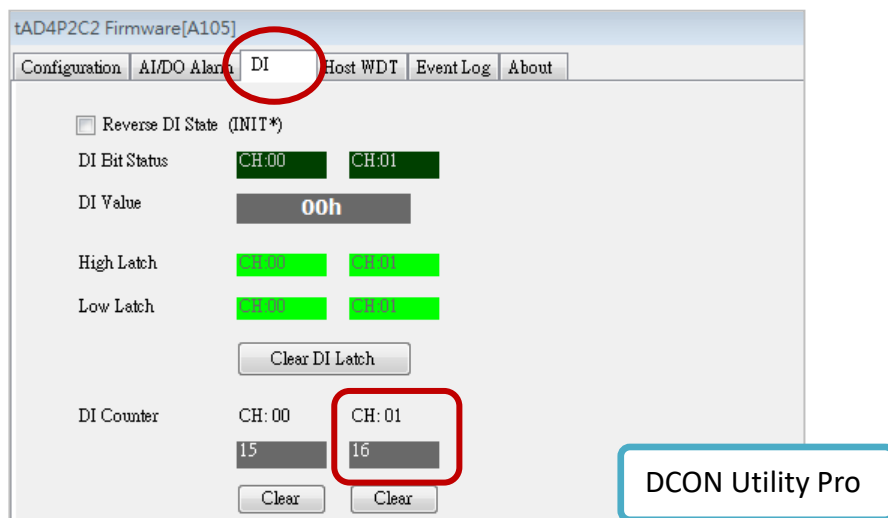 tAD4P2C2 Firmware[A105]
Configuration AI/DO Alarm DI Host WDT Event Log About
Reverse DI State (INIT*)
DI Bit Status CH:00 CH:01
DI Value 00h
High Latch CH:00 CH:01
Low Latch CH:00 CH:01
Clear DI Latch
DI Counter CH: 00 CH: 01
15 16
Clear Clear
DCON Utility Pro